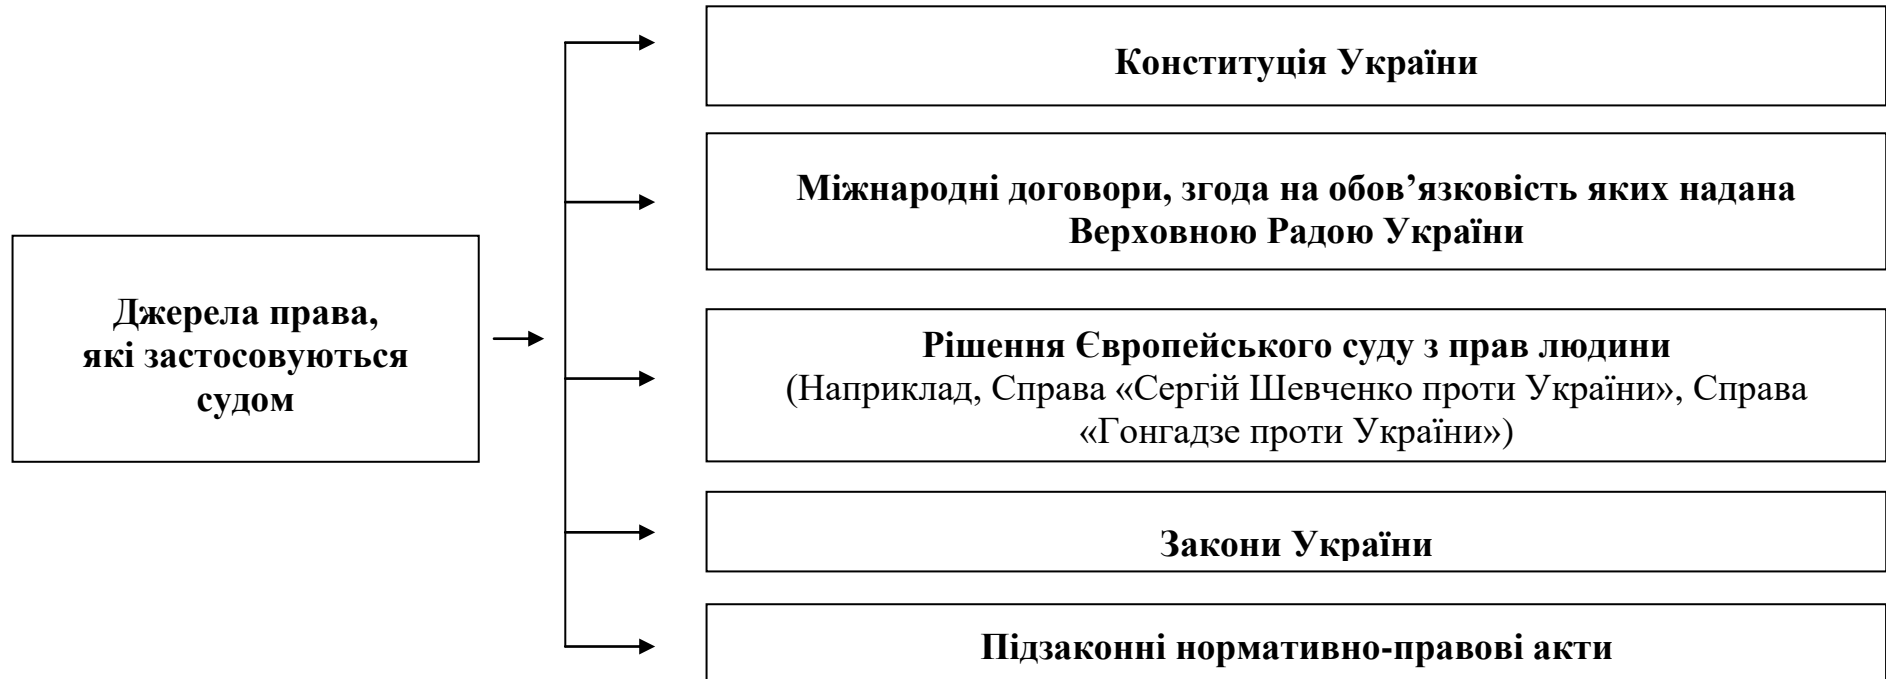 Джерела права,
які застосовуються
судом
Конституція України
Міжнародні договори, згода на обов’язковість яких надана
Верховною Радою України
Рішення Європейського суду з прав людини
(Наприклад, Справа «Сергій Шевченко проти України», Справа
«Гонгадзе проти України»)
Закони України
Підзаконні нормативно-правові акти